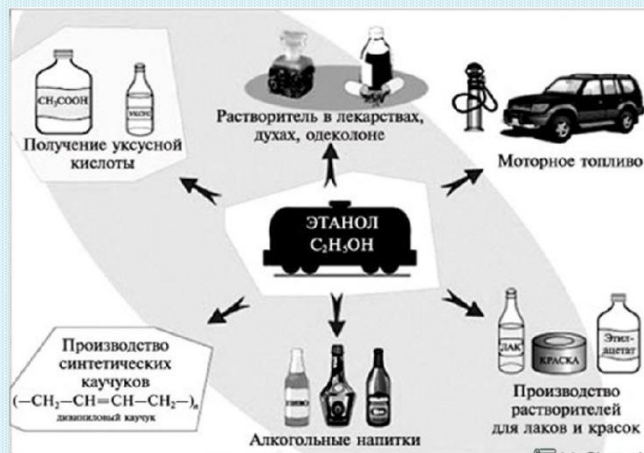 CH₃COOH
УКСУС
Получение уксусной
кислоты
Растворитель в лекарствах,
духах, одеколоне
Моторное топливо
ЭТАНОЛ
C₂H₅OH
Производство
синтетических
каучуков
(—CH₂—CH=CH—CH₂—)ₙ
дивиниловый каучук
Алкогольные напитки
ЛАК
КРАСКА
Этил-
ацетат
Производство
растворителей
для лаков и красок